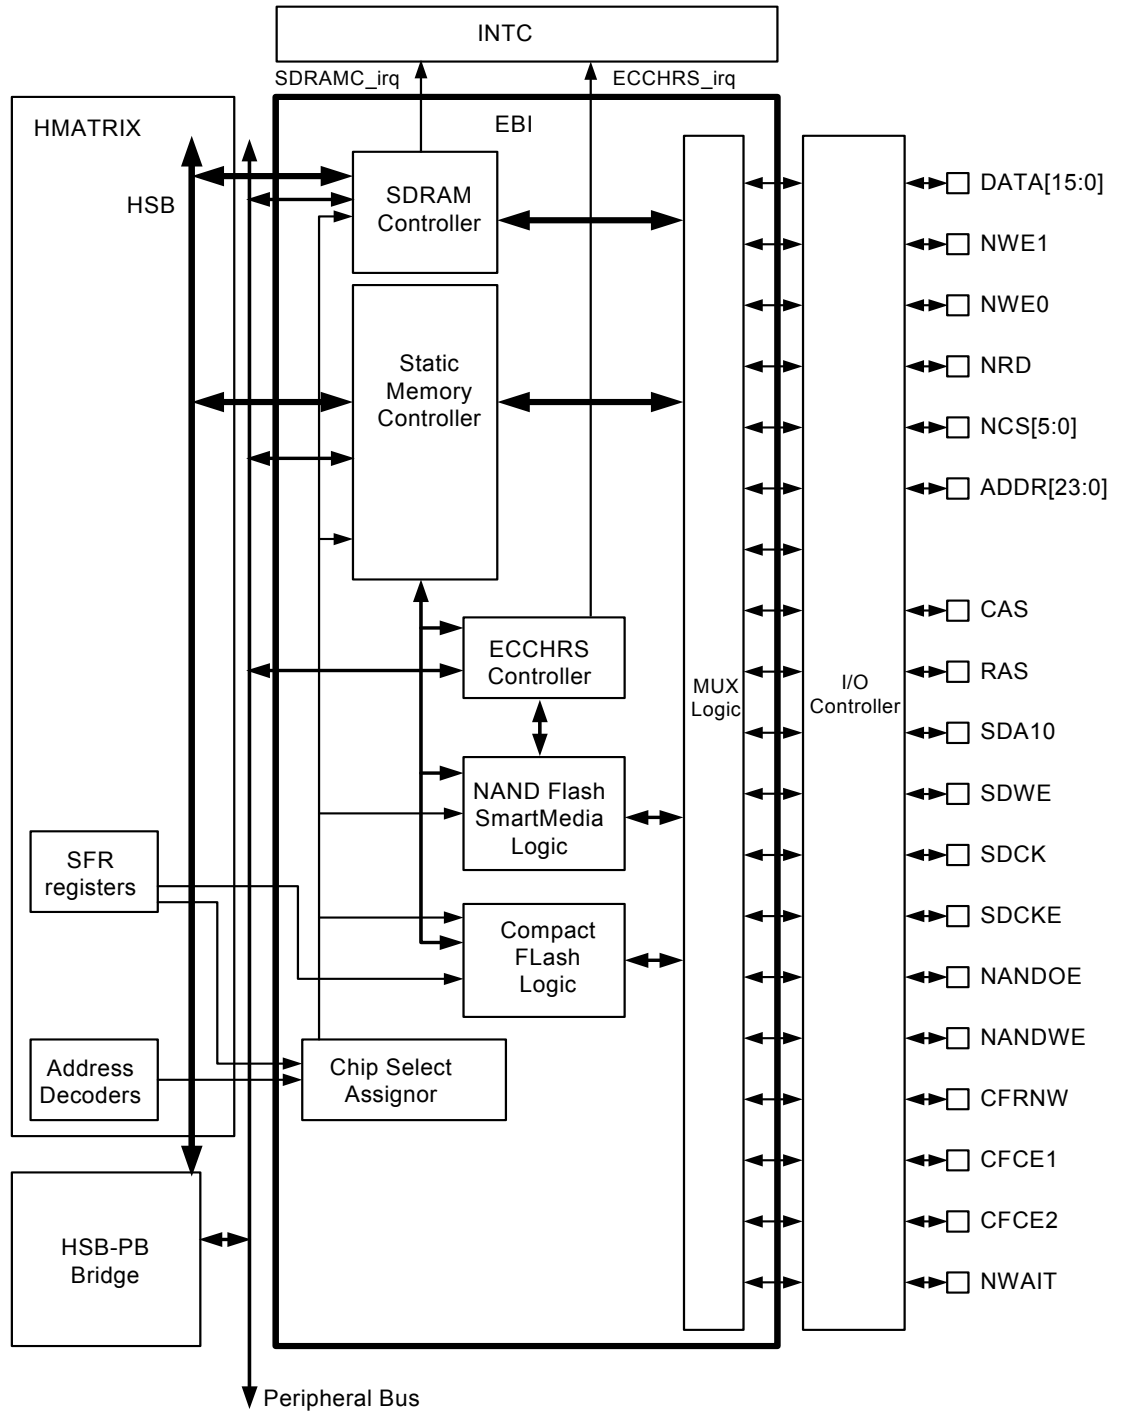 INTC
SDRAMC_irq
ECCHRS_irq
HMATRIX
EBI
HSB
SDRAM
Controller
Static
Memory
Controller
ECCHRS
Controller
NAND Flash
SmartMedia
Logic
Compact
FLash
Logic
SFR
registers
Address
Decoders
Chip Select
Assignor
HSB-PB
Bridge
Peripheral Bus
MUX
Logic
I/O
Controller
DATA[15:0]
NWE1
NWE0
NRD
NCS[5:0]
ADDR[23:0]
CAS
RAS
SDA10
SDWE
SDCK
SDCKE
NANDOE
NANDWE
CFRNW
CFCE1
CFCE2
NWAIT